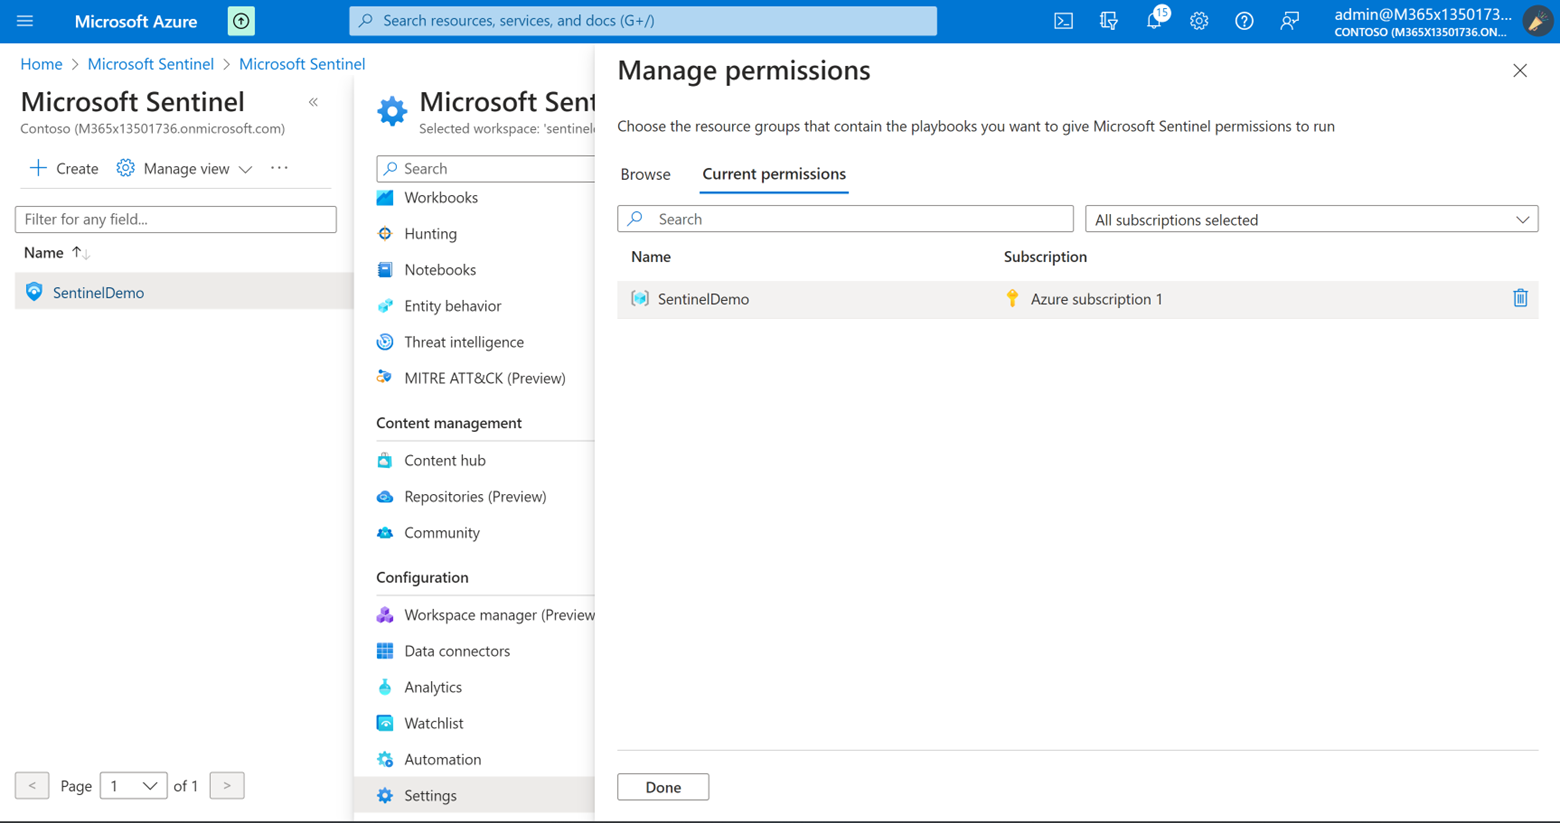 Microsoft Azure
Search resources, services, and docs (G+/)
15
admin@M365x1350173...
CONTOSO (M365X13501736.ON...
Home > Microsoft Sentinel > Microsoft Sentinel
Microsoft Sentinel
«
Contoso (M365x13501736.onmicrosoft.com)
+ Create
Manage view
...
Filter for any field...
Name ↑↓
SentinelDemo
< Page 1 of 1 >
Microsoft Sent
Selected workspace: 'sentinel
Search
Workbooks
Hunting
Notebooks
Entity behavior
Threat intelligence
MITRE ATT&CK (Preview)
Content management
Content hub
Repositories (Preview)
Community
Configuration
Workspace manager (Preview
Data connectors
Analytics
Watchlist
Automation
Settings
Manage permissions
Choose the resource groups that contain the playbooks you want to give Microsoft Sentinel permissions to run
Browse
Current permissions
Search
All subscriptions selected
Name
Subscription
SentinelDemo
Azure subscription 1
Done